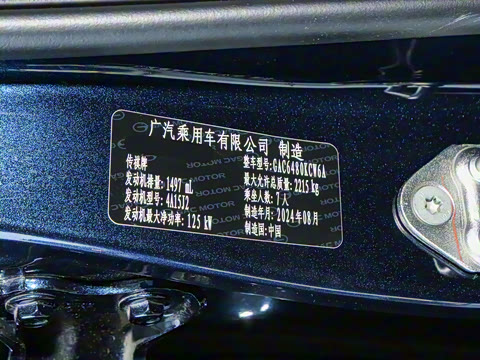 广汽乘用车有限公司 制造
传祺牌 整车型号: GAC6480KCW6A
发动机排量: 1497 mL 最大允许总质量: 2215 kg
发动机型号: 4A15J2 乘坐人数: 7人
发动机最大净功率: 125 kW 制造年月: 2024年08月
制造国: 中国